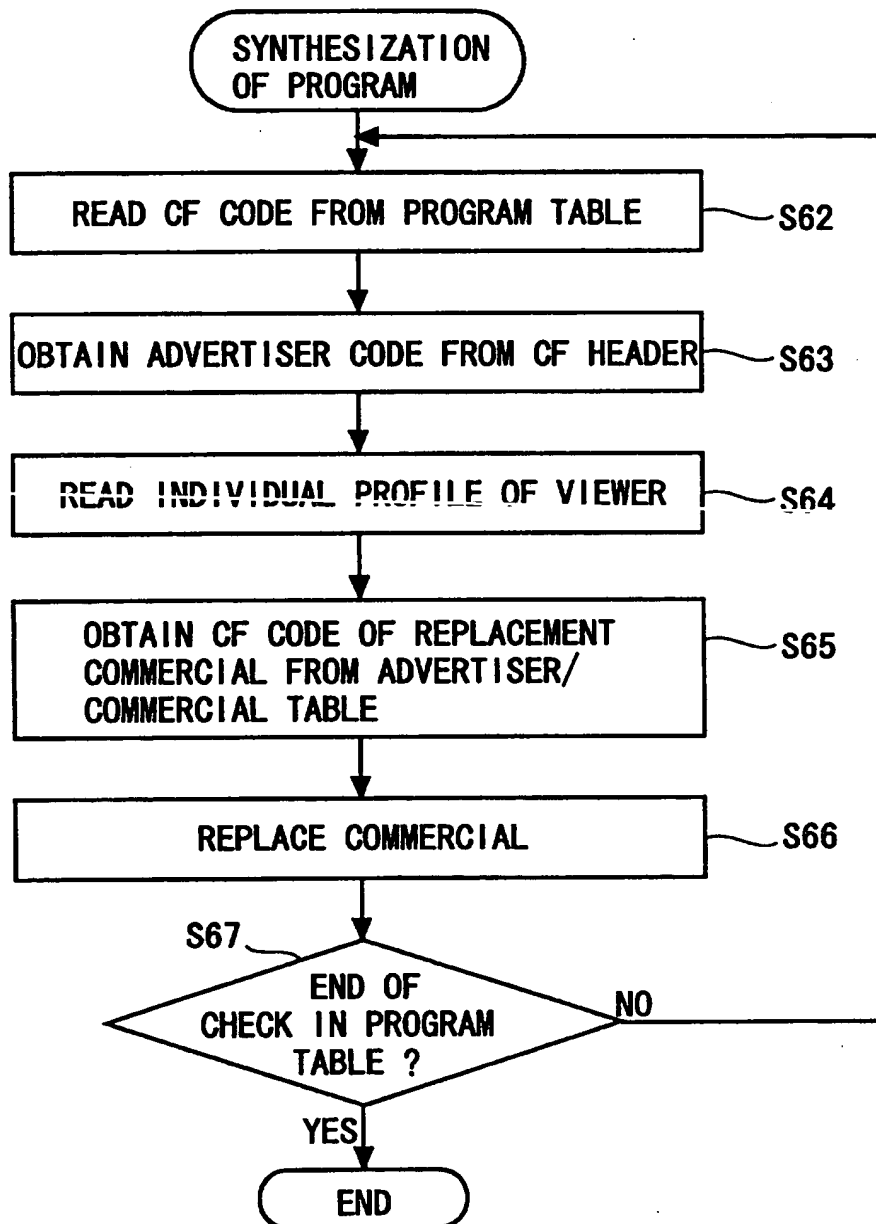 SYNTHESIZATION
OF PROGRAM
READ CF CODE FROM PROGRAM TABLE
S62
OBTAIN ADVERTISER CODE FROM CF HEADER
S63
READ INDIVIDUAL PROFILE OF VIEWER
S64
OBTAIN CF CODE OF REPLACEMENT
COMMERCIAL FROM ADVERTISER/
COMMERCIAL TABLE
S65
REPLACE COMMERCIAL
S66
S67
END OF
CHECK IN PROGRAM
TABLE ?
NO
YES
END